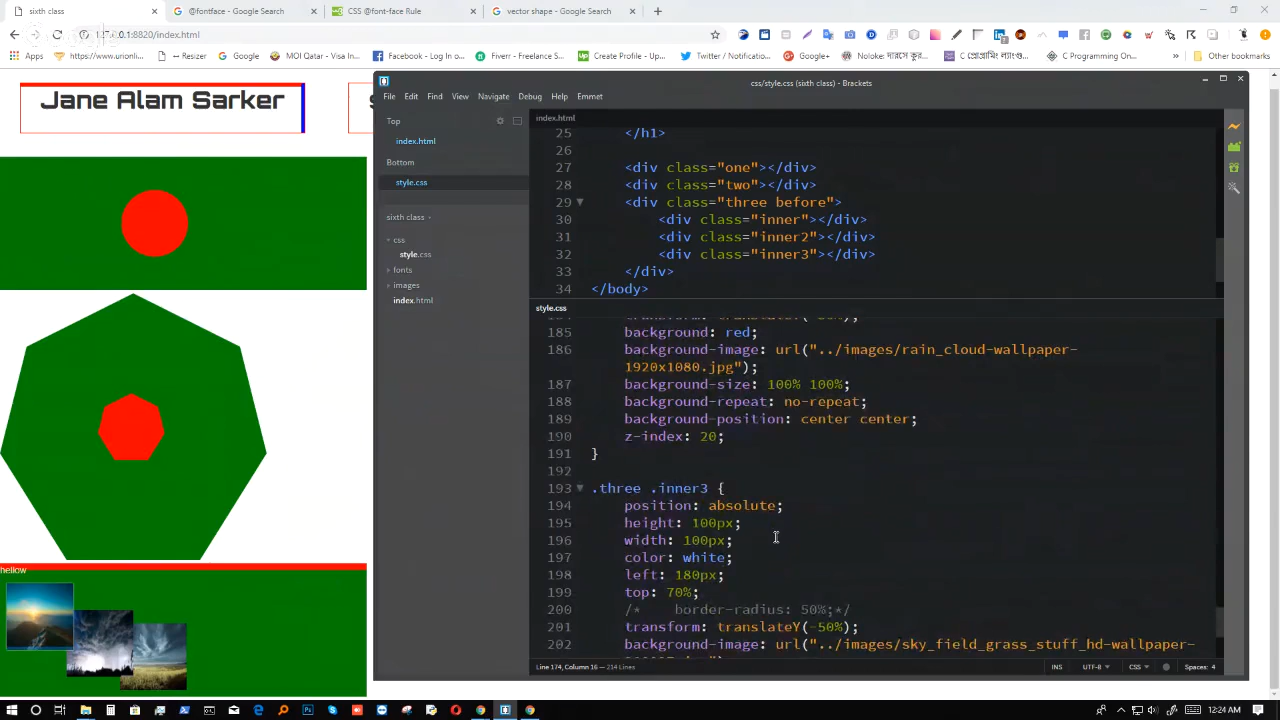 sixth class
@fontface - Google Search
CSS @font-face Rule
vector shape - Google Search
.0.1:8820/index.html
Apps
https://www.urionlin
↔ Resizer
Google
MOI Qatar - Visa In
Facebook - Log In o
Fiverr - Freelance S
Create Profile - Up
Twitter / Notificatio
Google+
C Programming On
Other bookmarks
Jane Alam Sarker
css/style.css (sixth class) - Brackets
File Edit Find View Navigate Debug Help Emmet
Top
index.html
Bottom
style.css
sixth class
css
style.css
fonts
images
index.html
index.html
25 </h1>
26
27 <div class="one"></div>
28 <div class="two"></div>
29 <div class="three before">
30 <div class="inner"></div>
31 <div class="inner2"></div>
32 <div class="inner3"></div>
33 </div>
34 </body>
style.css
185 background: red;
186 background-image: url("../images/rain_cloud-wallpaper-
1920x1080.jpg");
187 background-size: 100% 100%;
188 background-repeat: no-repeat;
189 background-position: center center;
190 z-index: 20;
191 }
192
193 .three .inner3 {
194 position: absolute;
195 height: 100px;
196 width: 100px;
197 color: white;
198 left: 180px;
199 top: 70%;
200 /* border-radius: 50%;*/
201 transform: translateY(-50%);
202 background-image: url("../images/sky_field_grass_stuff_hd-wallpaper-
hellow
Line 174, Column 16 — 214 Lines
INS
UTF-8
CSS
Spaces: 4
12:24 AM